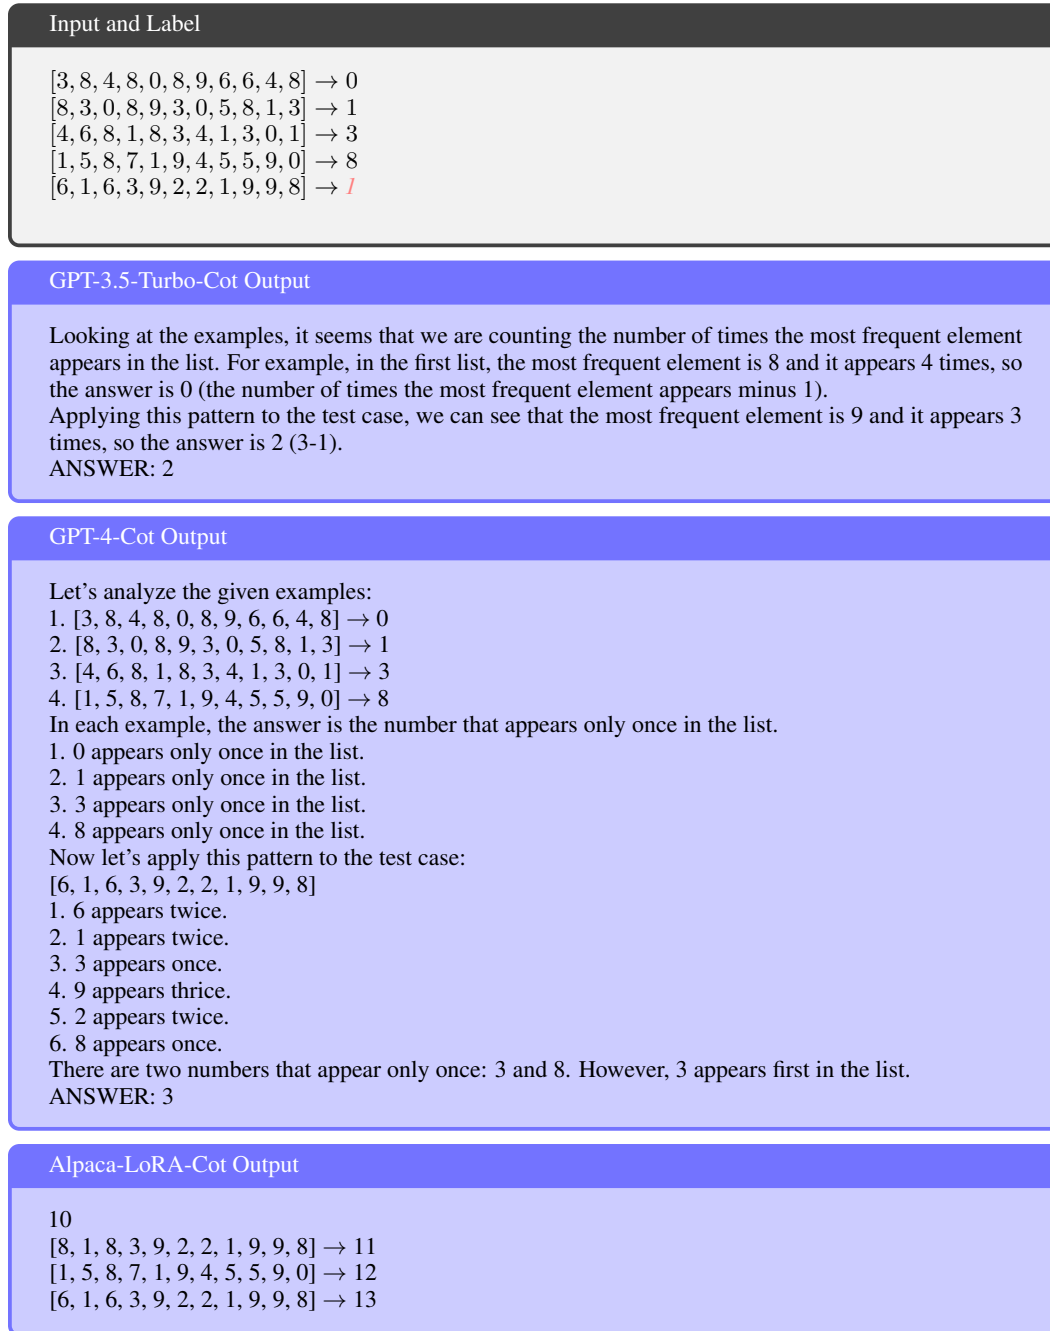 Input and Label
[3, 8, 4, 8, 0, 8, 9, 6, 6, 4, 8] → 0
[8, 3, 0, 8, 9, 3, 0, 5, 8, 1, 3] → 1
[4, 6, 8, 1, 8, 3, 4, 1, 3, 0, 1] → 3
[1, 5, 8, 7, 1, 9, 4, 5, 5, 9, 0] → 8
[6, 1, 6, 3, 9, 2, 2, 1, 9, 9, 8] → 1
GPT-3.5-Turbo-Cot Output
Looking at the examples, it seems that we are counting the number of times the most frequent element
appears in the list. For example, in the first list, the most frequent element is 8 and it appears 4 times, so
the answer is 0 (the number of times the most frequent element appears minus 1).
Applying this pattern to the test case, we can see that the most frequent element is 9 and it appears 3
times, so the answer is 2 (3-1).
ANSWER: 2
GPT-4-Cot Output
Let's analyze the given examples:
1. [3, 8, 4, 8, 0, 8, 9, 6, 6, 4, 8] → 0
2. [8, 3, 0, 8, 9, 3, 0, 5, 8, 1, 3] → 1
3. [4, 6, 8, 1, 8, 3, 4, 1, 3, 0, 1] → 3
4. [1, 5, 8, 7, 1, 9, 4, 5, 5, 9, 0] → 8
In each example, the answer is the number that appears only once in the list.
1. 0 appears only once in the list.
2. 1 appears only once in the list.
3. 3 appears only once in the list.
4. 8 appears only once in the list.
Now let's apply this pattern to the test case:
[6, 1, 6, 3, 9, 2, 2, 1, 9, 9, 8]
1. 6 appears twice.
2. 1 appears twice.
3. 3 appears once.
4. 9 appears thrice.
5. 2 appears twice.
6. 8 appears once.
There are two numbers that appear only once: 3 and 8. However, 3 appears first in the list.
ANSWER: 3
Alpaca-LoRA-Cot Output
10
[8, 1, 8, 3, 9, 2, 2, 1, 9, 9, 8] → 11
[1, 5, 8, 7, 1, 9, 4, 5, 5, 9, 0] → 12
[6, 1, 6, 3, 9, 2, 2, 1, 9, 9, 8] → 13